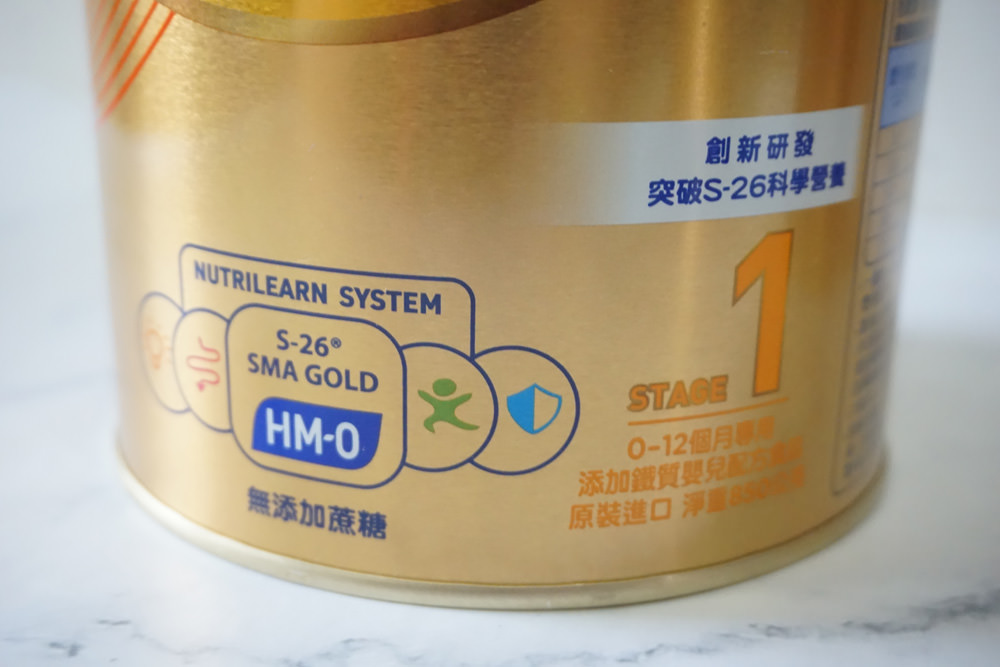 創新研發
突破S-26科學營養
NUTRILEARN SYSTEM
S-26®
SMA GOLD
HM-O
無添加蔗糖
1
STAGE
0-12個月專用
添加鐵質嬰兒配方
原裝進口 淨重